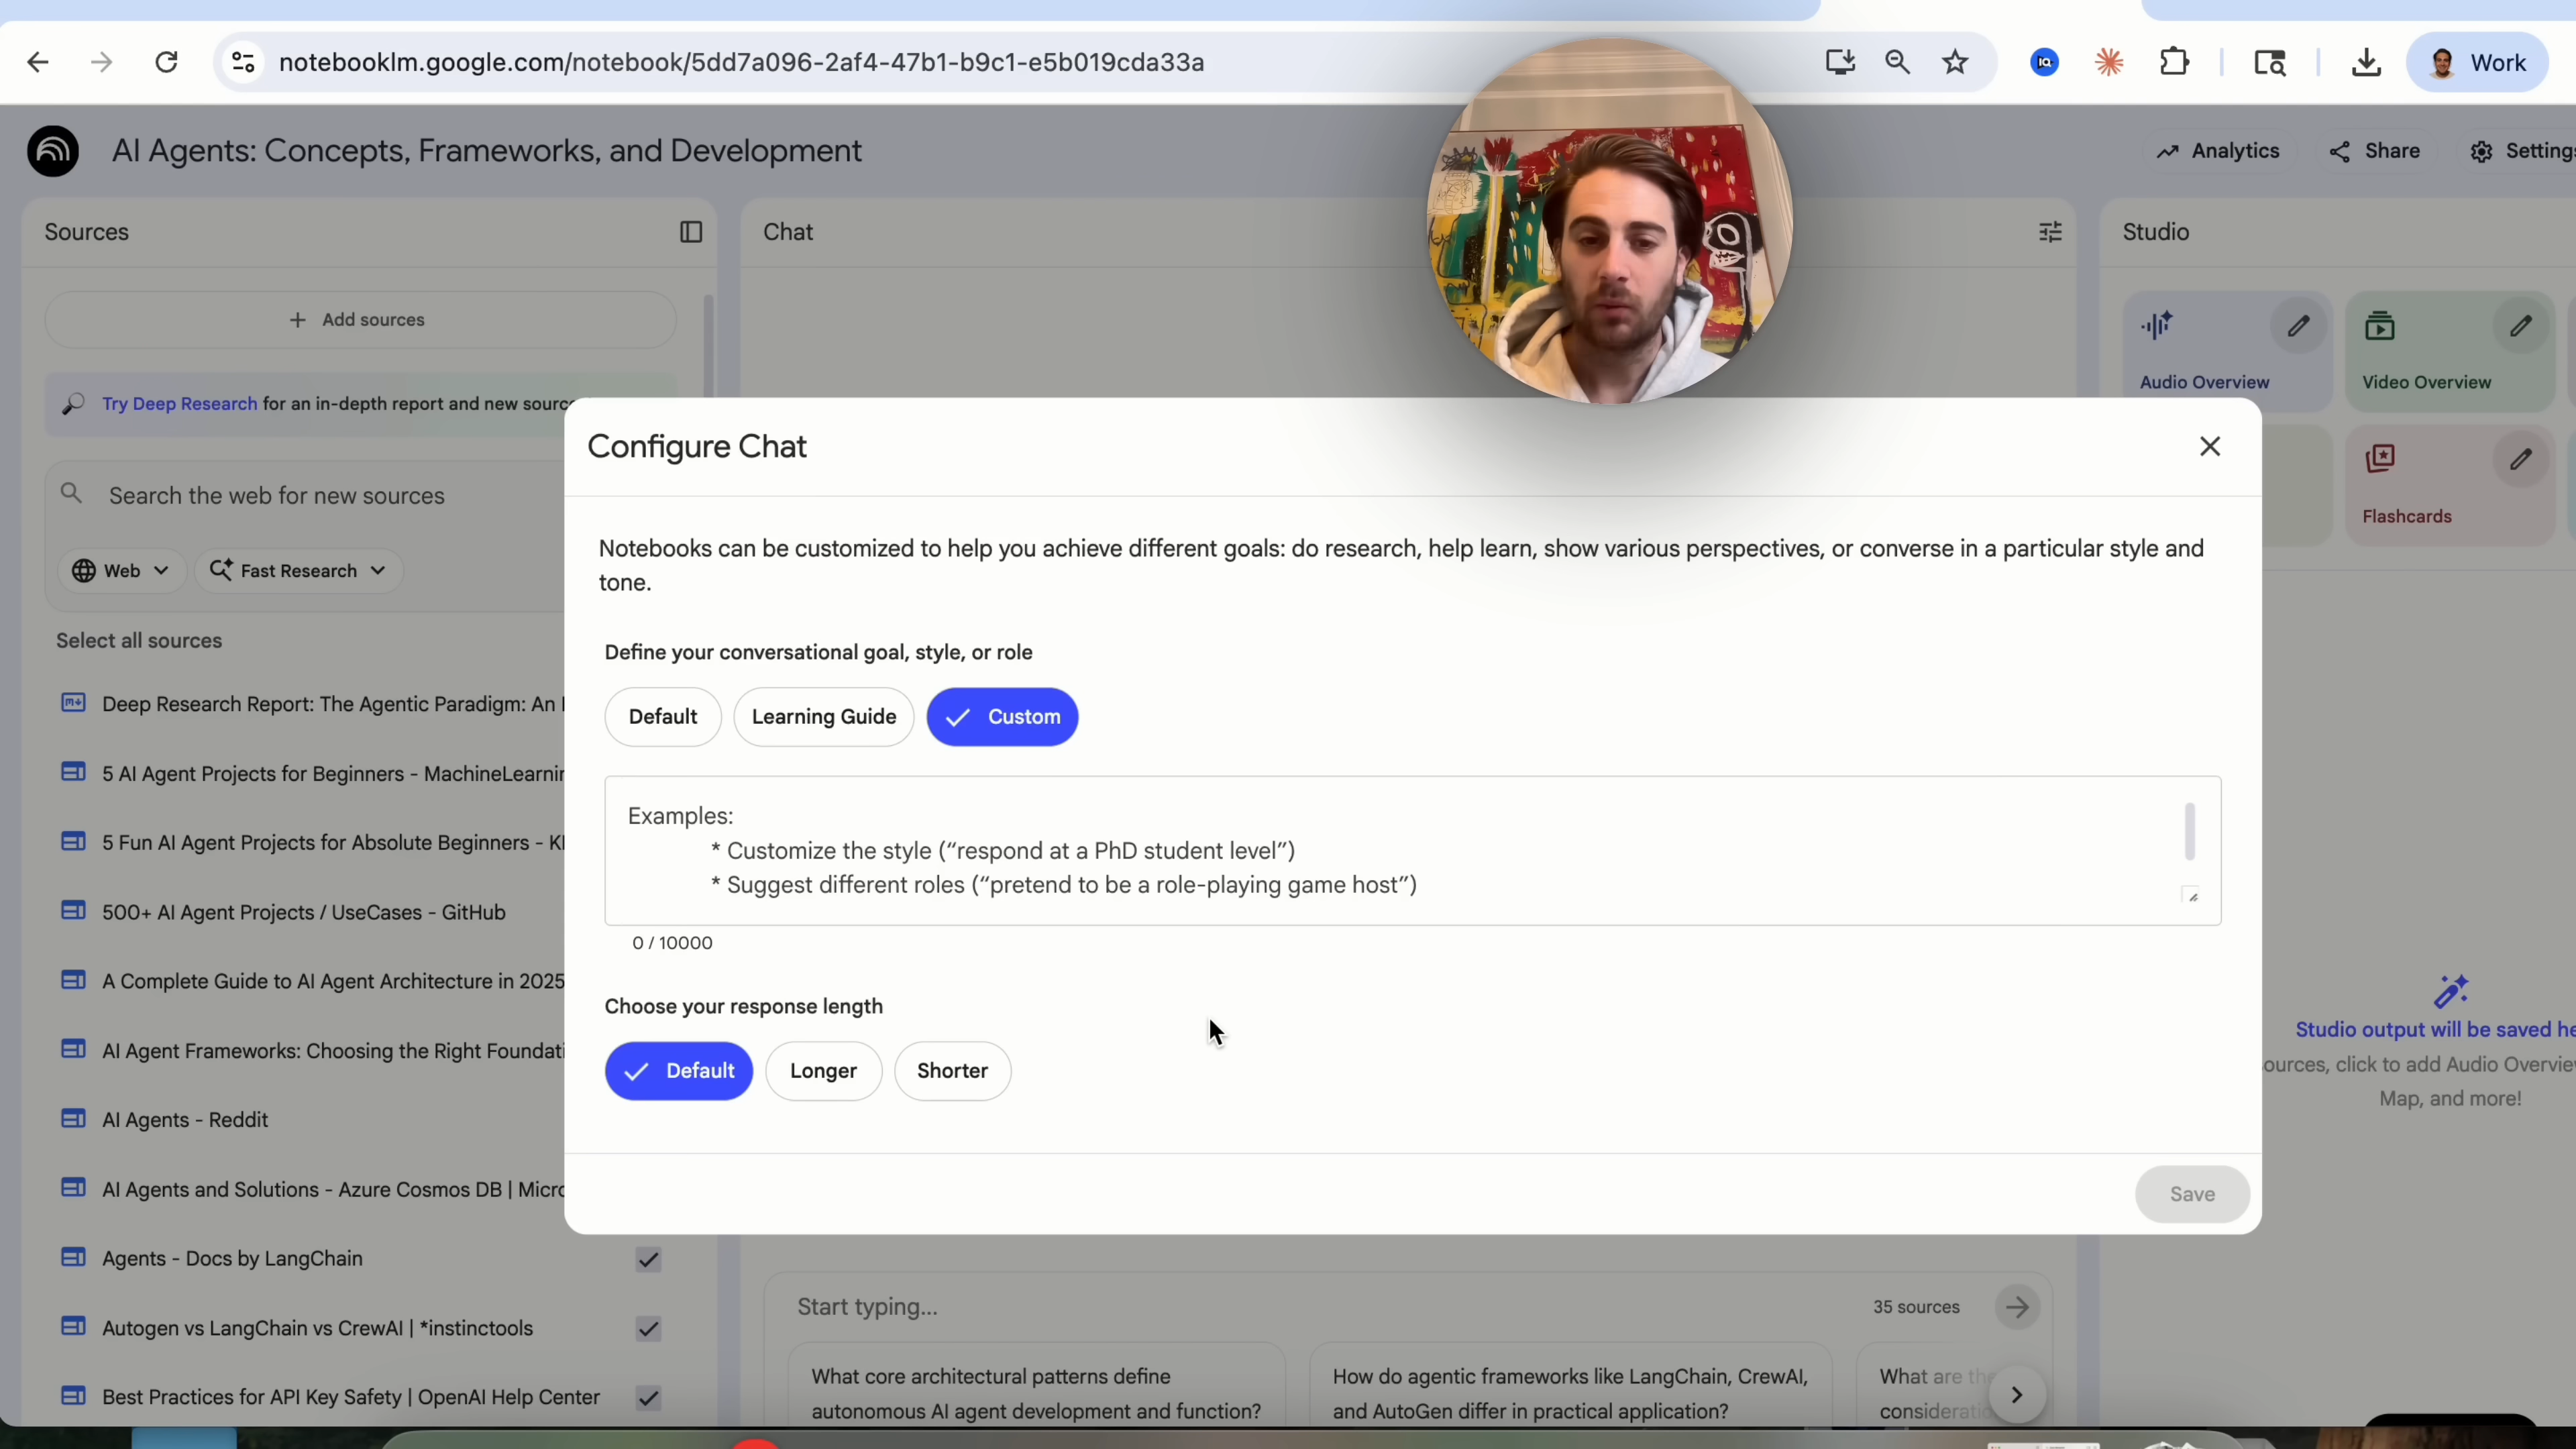 notebooklm.google.com/notebook/5dd7a096-2af4-47b1-b9c1-e5b019cda33a
IQ
Work
AI Agents: Concepts, Frameworks, and Development
Analytics
Share
Settings
Sources
+ Add sources
Try Deep Research for an in-depth report and new
Search the web for new sources
Web
Fast Research
Select all sources
Deep Research Report: The Agentic Paradigm: An
5 AI Agent Projects for Beginners -
5 Fun AI Agent Projects for Absolute Beginners -
500+ AI Agent Projects / UseCases - GitHub
A Complete Guide to AI Agent Architecture in 2025
AI Agent Frameworks: Choosing the Right
AI Agents - Reddit
AI Agents and Solutions - Azure Cosmos DB |
Agents - Docs by LangChain
Autogen vs LangChain vs CrewAI | *instinctools
Best Practices for API Key Safety | OpenAI Help Center
Chat
Configure Chat
Notebooks can be customized to help you achieve different goals: do research, help learn, show various perspectives, or converse in a particular style and
tone.
Define your conversational goal, style, or role
Default
Learning Guide
Custom
Examples:
* Customize the style (“respond at a PhD student level”)
* Suggest different roles (“pretend to be a role-playing game host”)
0 / 10000
Choose your response length
Default
Longer
Shorter
Save
Start typing...
35 sources
What core architectural patterns define
autonomous AI agent development and function?
How do agentic frameworks like LangChain, CrewAI,
and AutoGen differ in practical application?
What are
Studio
Audio Overview
Video Overview
Flashcards
Studio output will be saved
click to add Audio
Map, and more!